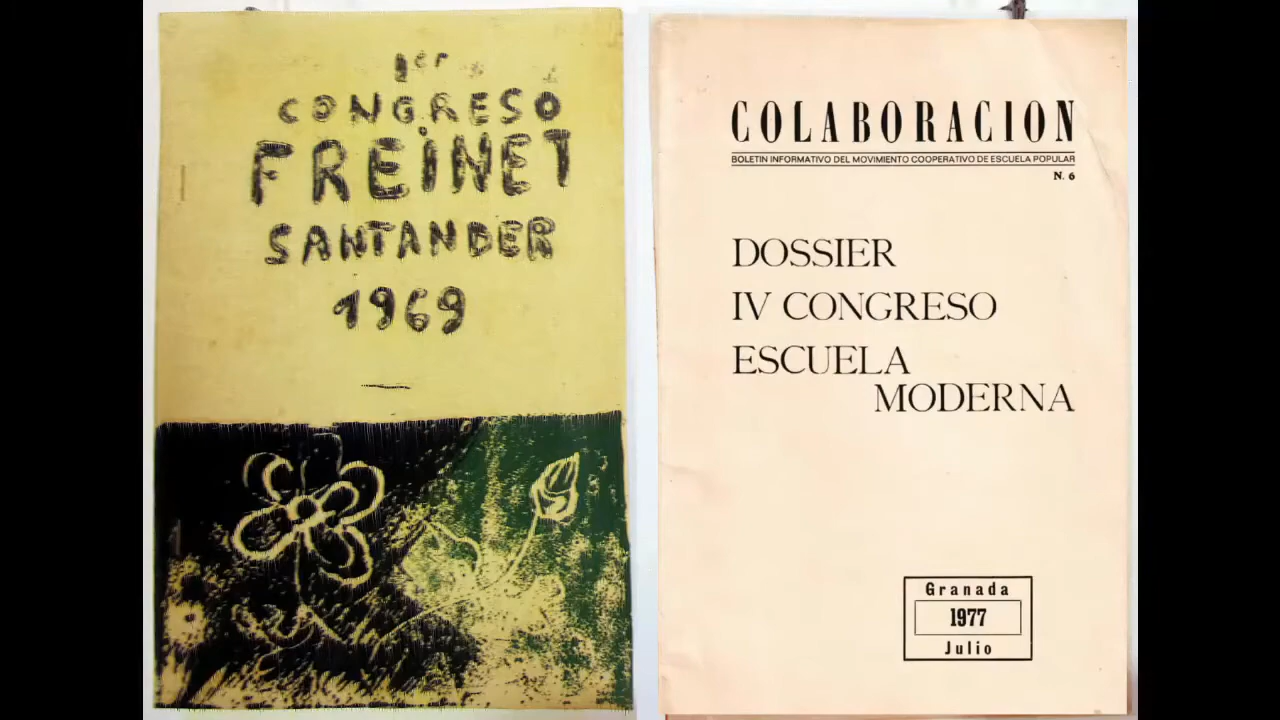 1er
CONGRESO
FREINET
SANTANDER
1969
COLABORACION
BOLETIN INFORMATIVO DEL MOVIMIENTO COOPERATIVO DE ESCUELA POPULAR
N. 6
DOSSIER
IV CONGRESO
ESCUELA
MODERNA
Granada
1977
Julio